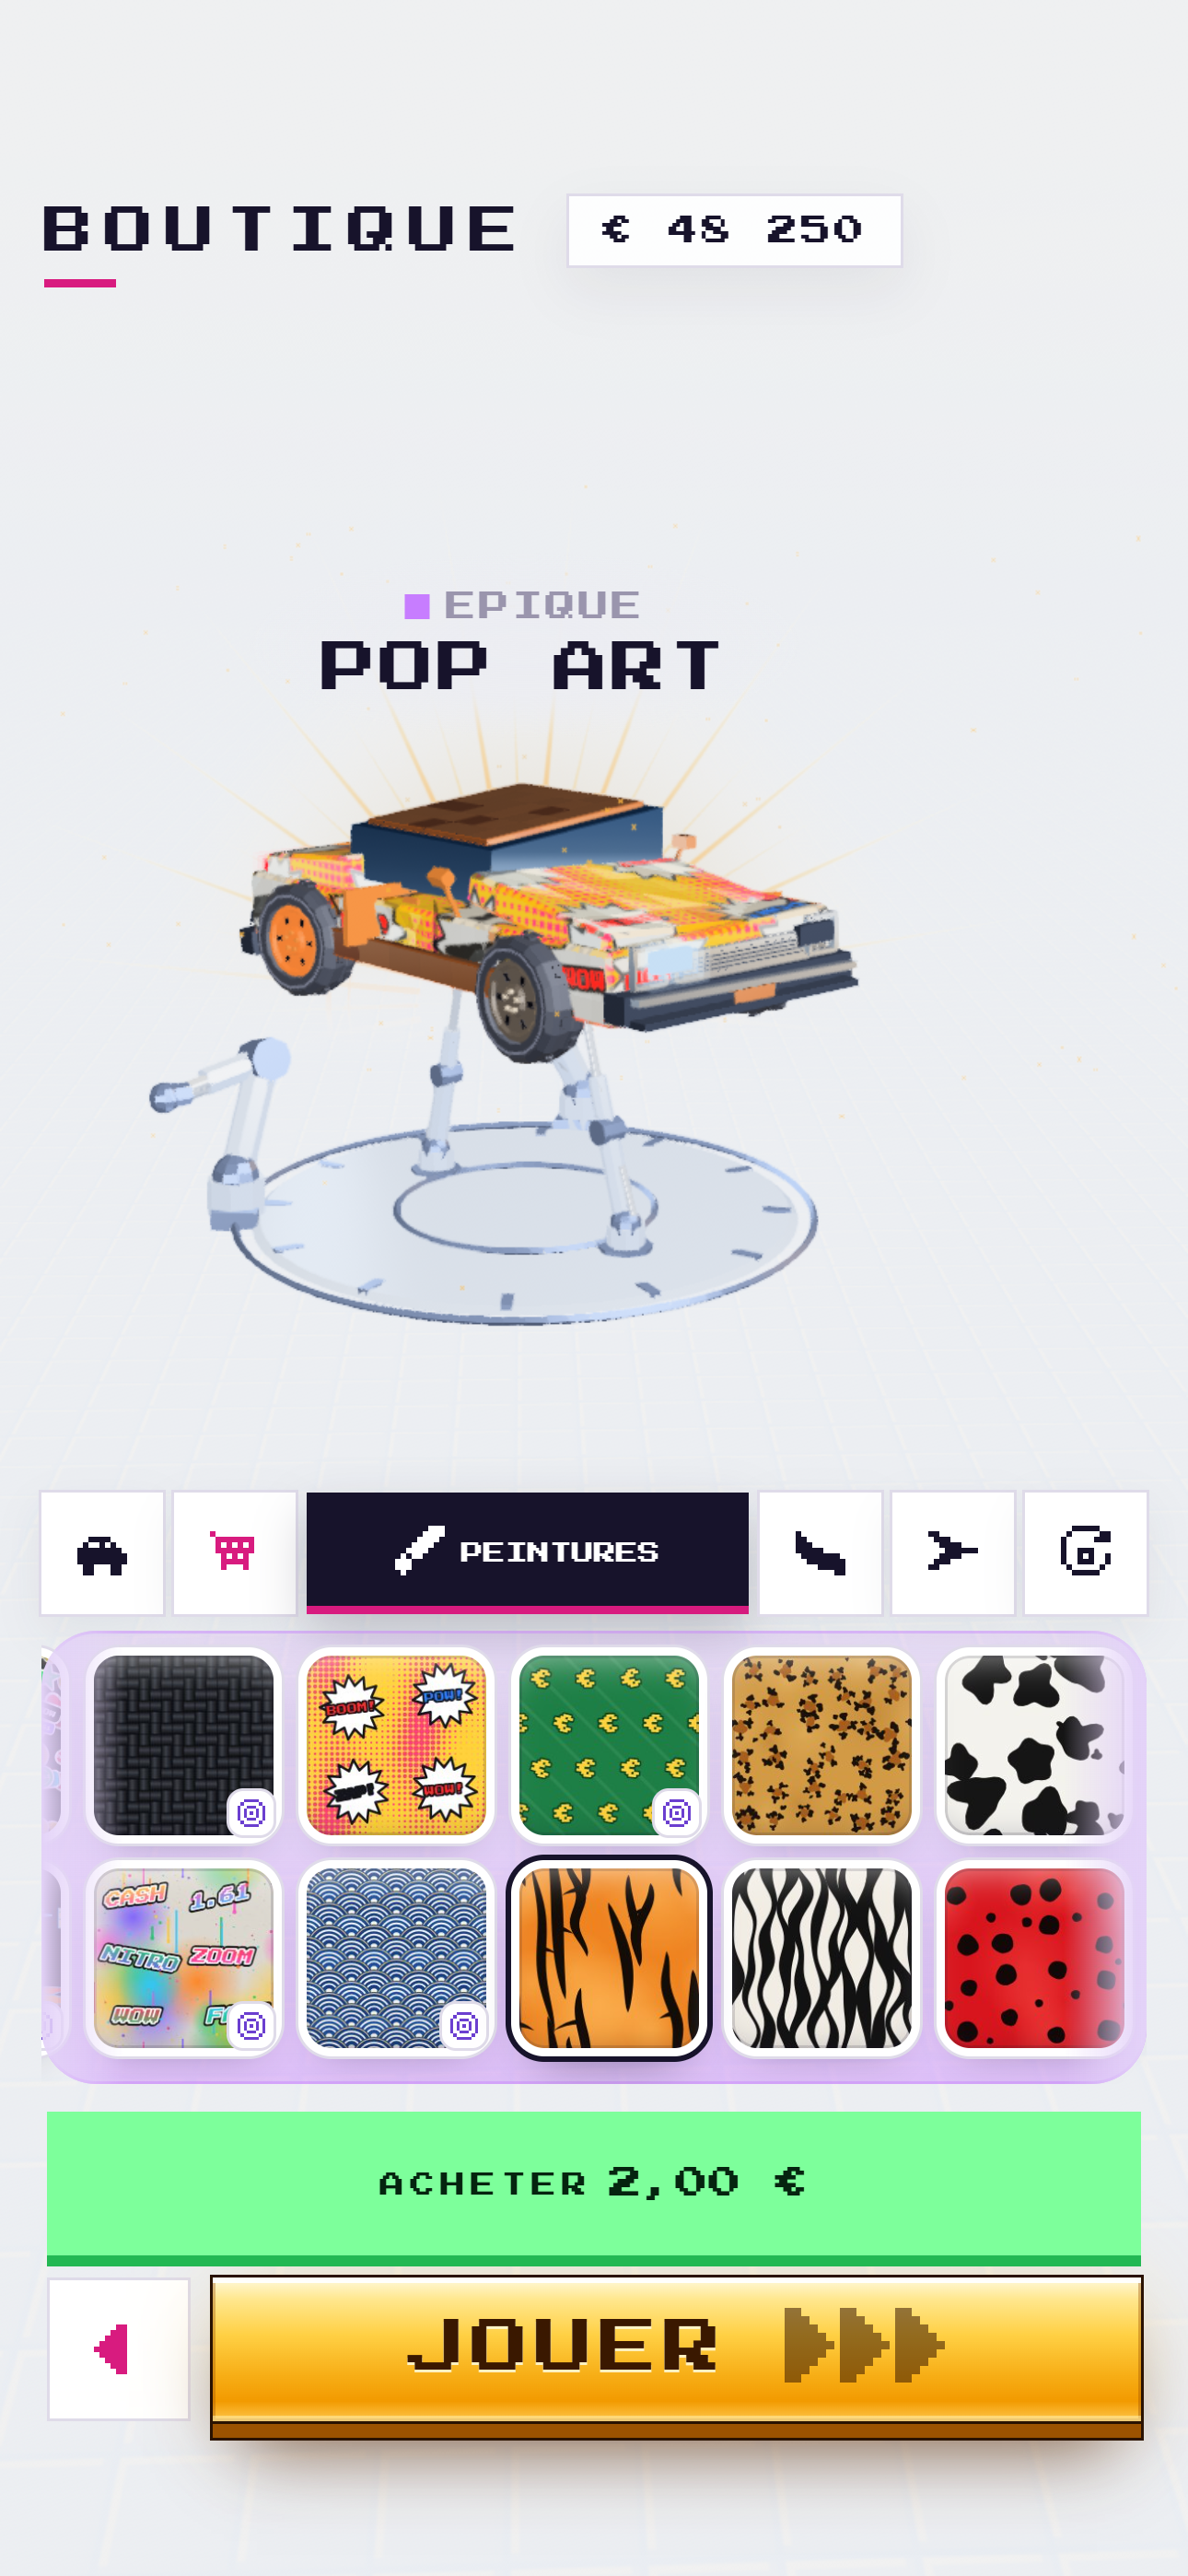 BOUTIQUE
€ 48 250
EPIQUE
POP ART
WOW
PEINTURES
BOOM!
POW!
WOW!
CASH
1.61
NITRO
ZOOM
WOW
ACHETER 2,00 €
JOUER